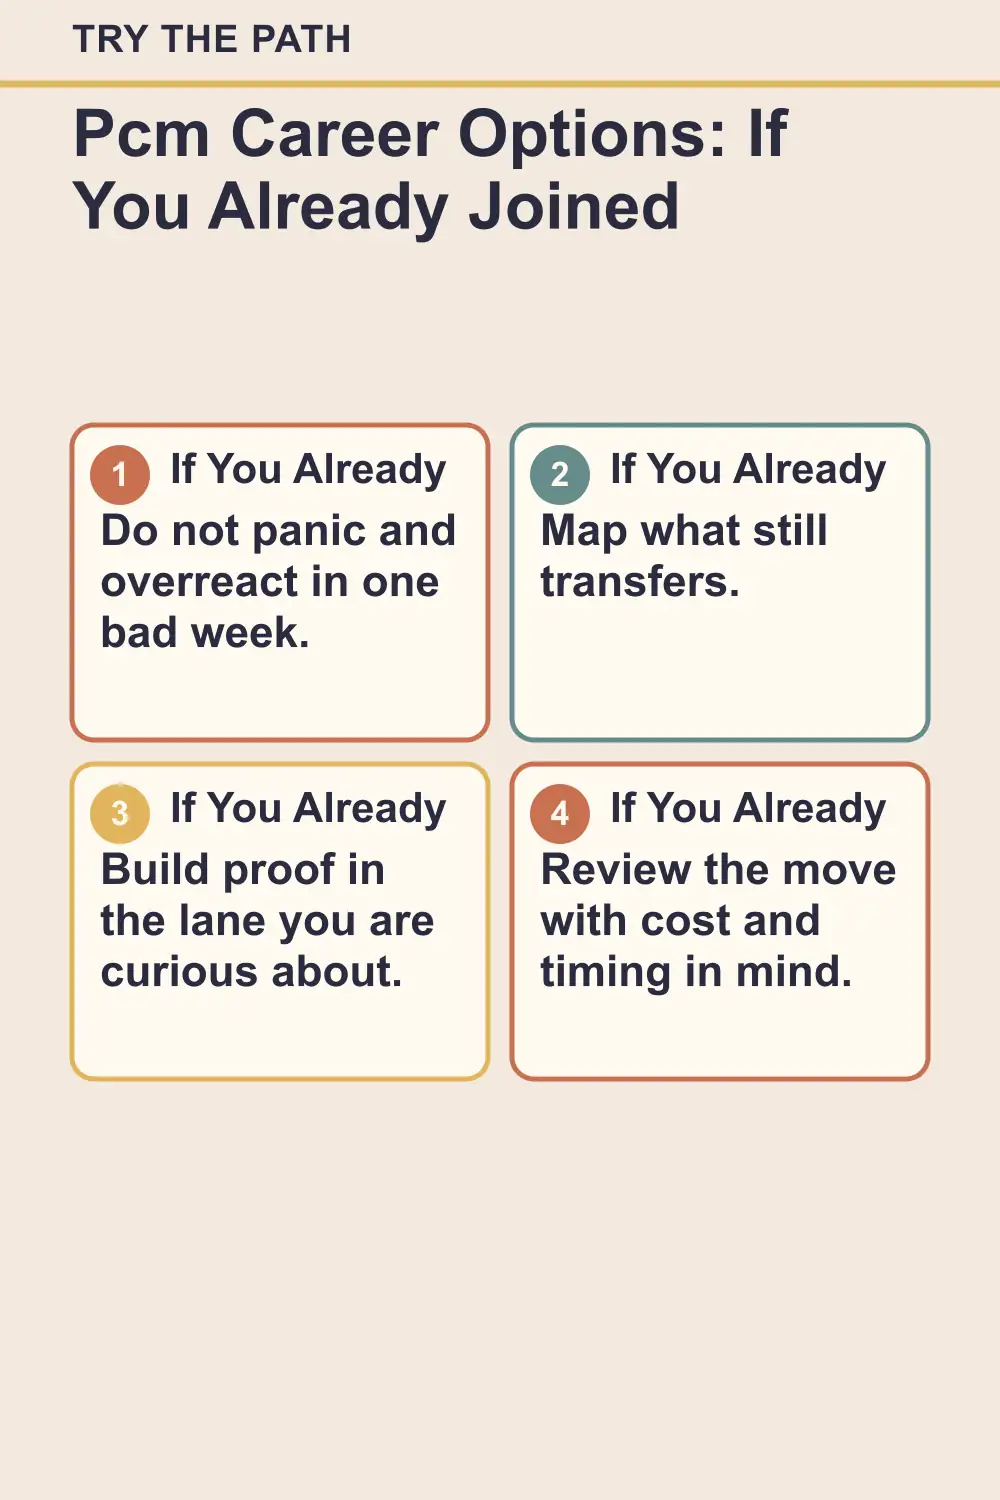 TRY THE PATH
Pcm Career Options: If
You Already Joined
1 If You Already
Do not panic and
overreact in one
bad week.
2 If You Already
Map what still
transfers.
3 If You Already
Build proof in
the lane you are
curious about.
4 If You Already
Review the move
with cost and
timing in mind.